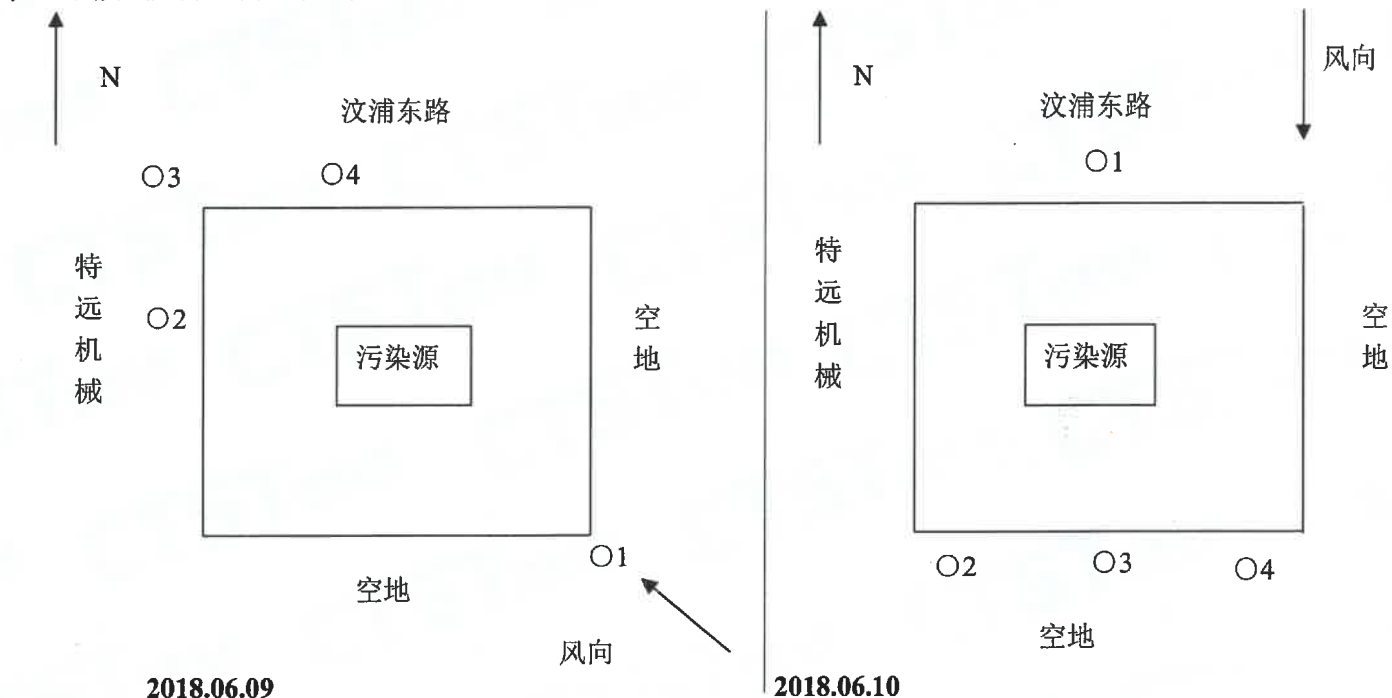 N
汶浦东路
○3
○4
特远机械
○2
污染源
空地
○1
空地
风向
2018.06.09
N
风向
汶浦东路
○1
特远机械
污染源
空地
○2
○3
○4
空地
2018.06.10